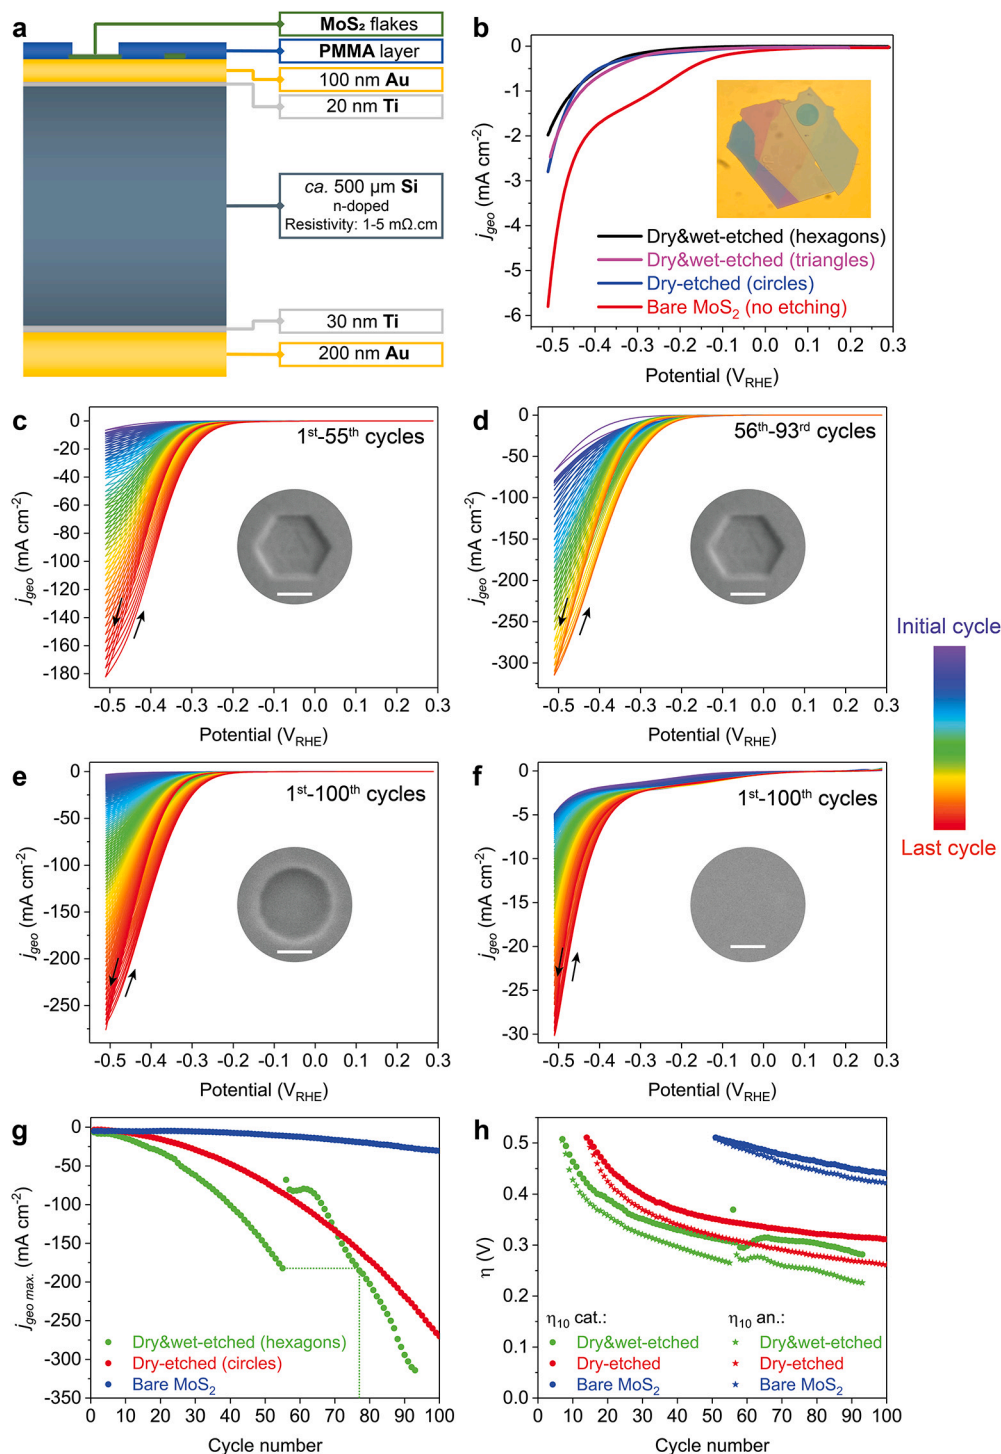 a
MoS₂ flakes
PMMA layer
100 nm Au
20 nm Ti
ca. 500 µm Si
n-doped
Resistivity: 1-5 mΩ.cm
30 nm Ti
200 nm Au
b
0
-1
-2
-3
-4
-5
-6
j_geo (mA cm⁻²)
Dry&wet-etched (hexagons)
Dry&wet-etched (triangles)
Dry-etched (circles)
Bare MoS₂ (no etching)
-0.5 -0.4 -0.3 -0.2 -0.1 0.0 0.1 0.2 0.3
Potential (V_RHE)
c
1ˢᵗ-55ᵗʰ cycles
0
-20
-40
-60
-80
-100
-120
-140
-160
-180
j_geo (mA cm⁻²)
-0.5 -0.4 -0.3 -0.2 -0.1 0.0 0.1 0.2 0.3
Potential (V_RHE)
d
56ᵗʰ-93ʳᵈ cycles
0
-50
-100
-150
-200
-250
-300
j_geo (mA cm⁻²)
-0.5 -0.4 -0.3 -0.2 -0.1 0.0 0.1 0.2 0.3
Potential (V_RHE)
Initial cycle
Last cycle
e
1ˢᵗ-100ᵗʰ cycles
0
-50
-100
-150
-200
-250
j_geo (mA cm⁻²)
-0.5 -0.4 -0.3 -0.2 -0.1 0.0 0.1 0.2 0.3
Potential (V_RHE)
f
1ˢᵗ-100ᵗʰ cycles
0
-5
-10
-15
-20
-25
-30
j_geo (mA cm⁻²)
-0.5 -0.4 -0.3 -0.2 -0.1 0.0 0.1 0.2 0.3
Potential (V_RHE)
g
0
-50
-100
-150
-200
-250
-300
-350
j_geo max. (mA cm⁻²)
Dry&wet-etched (hexagons)
Dry-etched (circles)
Bare MoS₂
0 10 20 30 40 50 60 70 80 90 100
Cycle number
h
0.5
0.4
0.3
0.2
0.1
0.0
η (V)
η₁₀ cat.: η₁₀ an.:
Dry&wet-etched Dry&wet-etched
Dry-etched Dry-etched
Bare MoS₂ Bare MoS₂
0 10 20 30 40 50 60 70 80 90 100
Cycle number